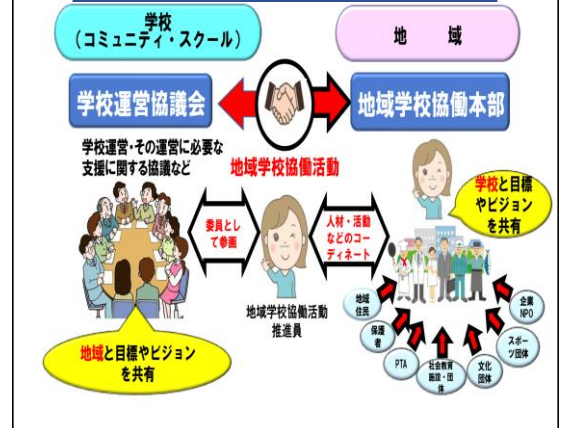 学校
(コミュニティ・スクール)
地　域
学校運営協議会
地域学校協働本部
学校運営・その運営に必要な
支援に関する協議など
地域学校協働活動
学校と目標
やビジョン
を共有
委員とし
て参画
人材・活動
などのコー
ディネート
地域学校協働活動
推進員
地域と目標やビジョン
を共有
地域
住民
保護
者
PTA
社会教育
施設・団
体
文化
団体
スポー
ツ団体
企業
NPO